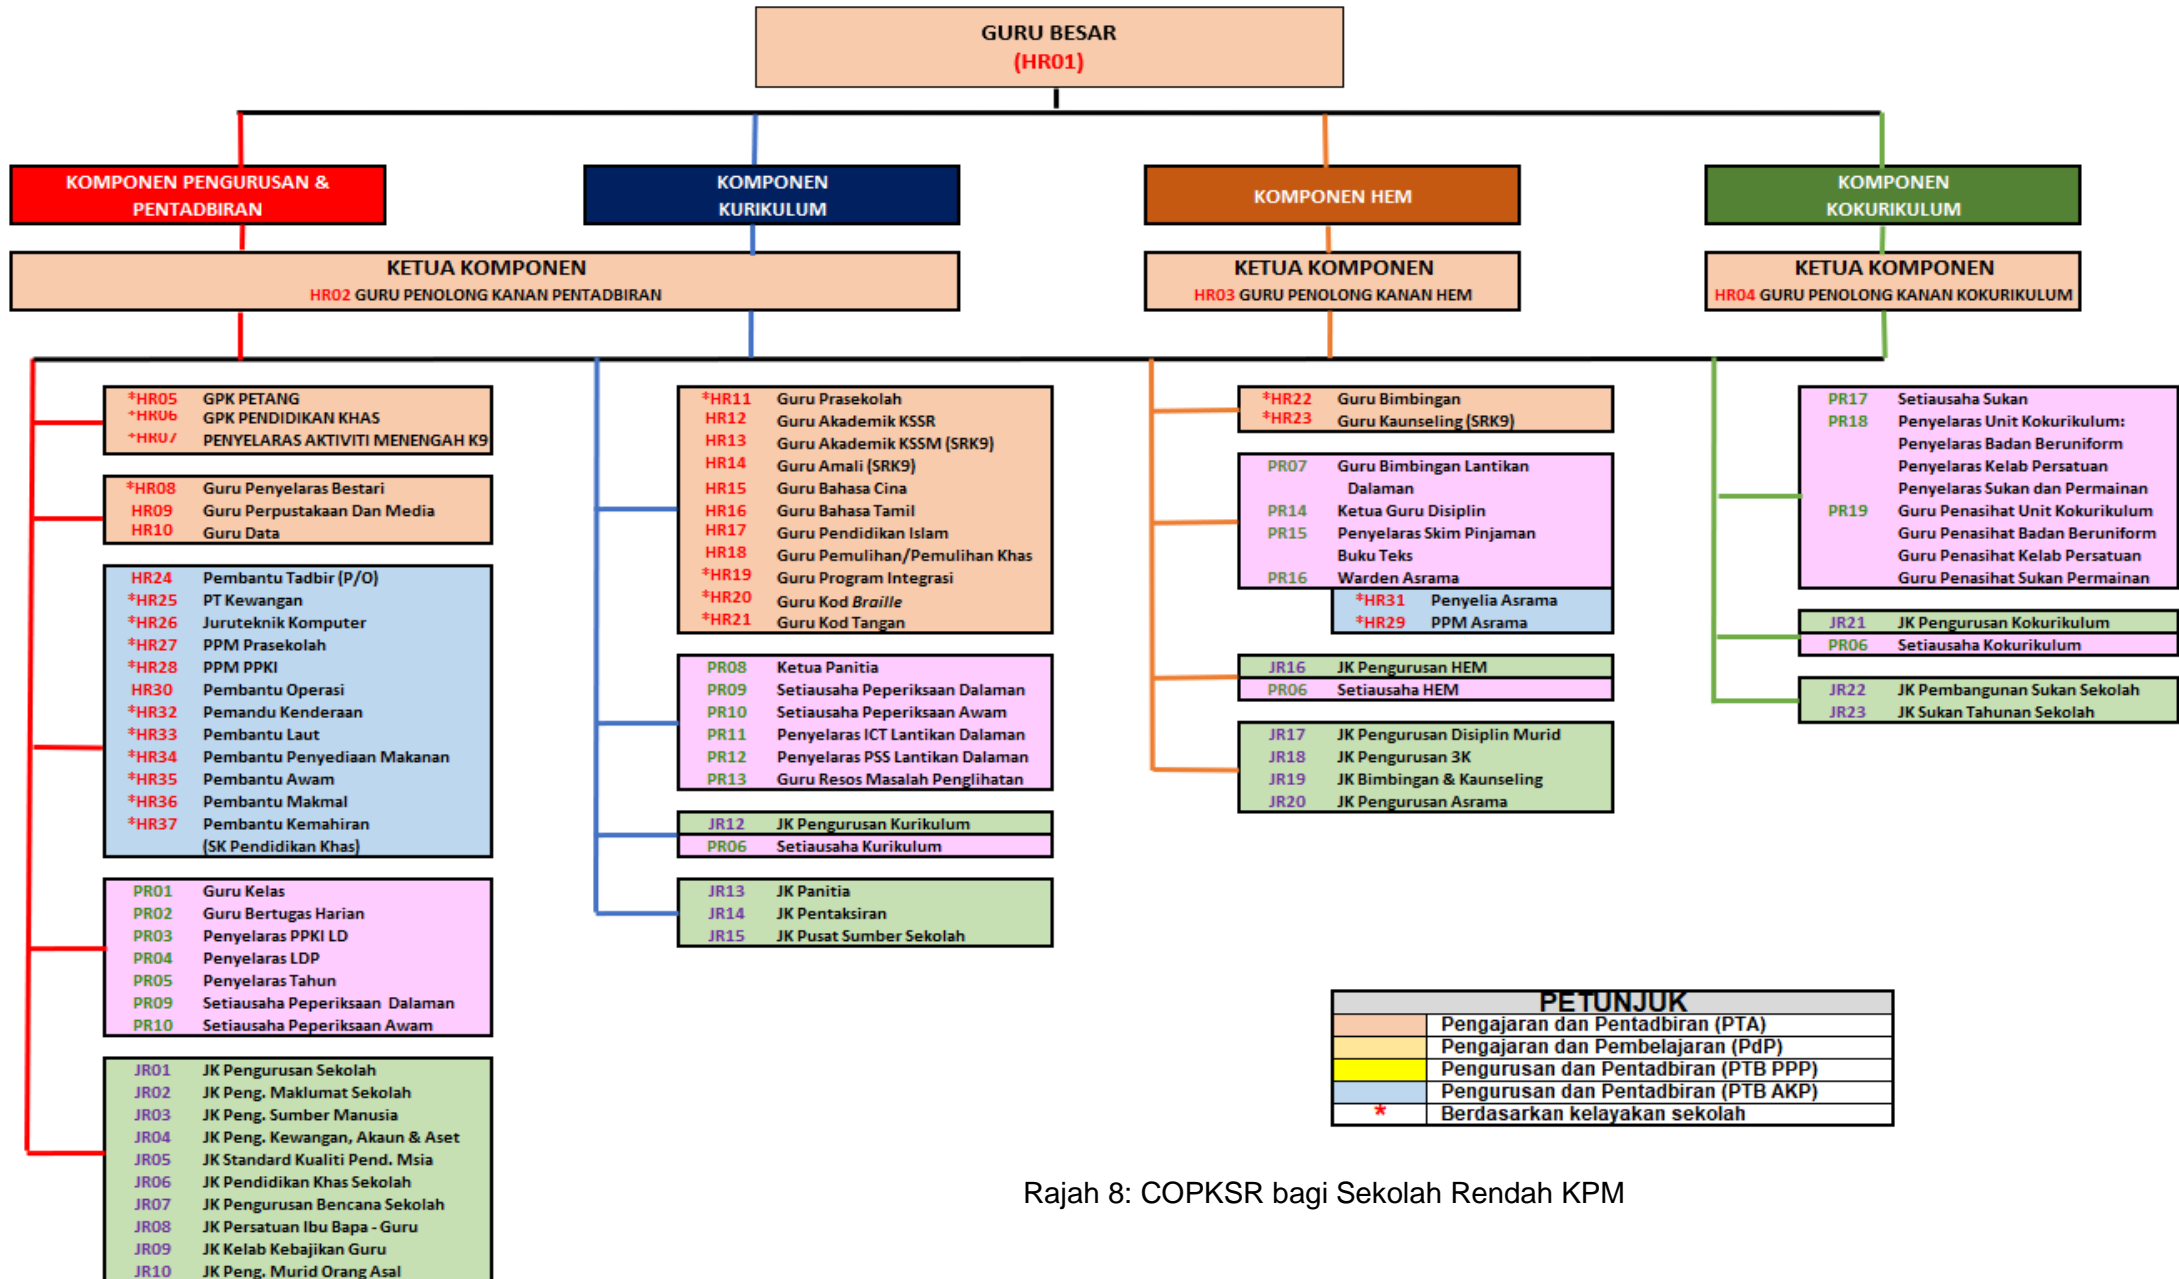 GURU BESAR
(HR01)
KOMPONEN PENGURUSAN &
PENTADBIRAN
KOMPONEN
KURIKULUM
KOMPONEN HEM
KOMPONEN
KOKURIKULUM
KETUA KOMPONEN
HR02 GURU PENOLONG KANAN PENTADBIRAN
KETUA KOMPONEN
HR03 GURU PENOLONG KANAN HEM
KETUA KOMPONEN
HR04 GURU PENOLONG KANAN KOKURIKULUM
*HR05 GPK PETANG
*HR06 GPK PENDIDIKAN KHAS
*HR07 PENYELARAS AKTIVITI MENENGAH K9
*HR08 Guru Penyelaras Bestari
HR09 Guru Perpustakaan Dan Media
HR10 Guru Data
HR24 Pembantu Tadbir (P/O)
*HR25 PT Kewangan
*HR26 Juruteknik Komputer
*HR27 PPM Prasekolah
*HR28 PPM PPKI
HR30 Pembantu Operasi
*HR32 Pemandu Kenderaan
*HR33 Pembantu Laut
*HR34 Pembantu Penyediaan Makanan
*HR35 Pembantu Awam
*HR36 Pembantu Makmal
*HR37 Pembantu Kemahiran
(SK Pendidikan Khas)
PR01 Guru Kelas
PR02 Guru Bertugas Harian
PR03 Penyelaras PPKI LD
PR04 Penyelaras LDP
PR05 Penyelaras Tahun
PR09 Setiausaha Peperiksaan Dalaman
PR10 Setiausaha Peperiksaan Awam
JR01 JK Pengurusan Sekolah
JR02 JK Peng. Maklumat Sekolah
JR03 JK Peng. Sumber Manusia
JR04 JK Peng. Kewangan, Akaun & Aset
JR05 JK Standard Kualiti Pend. Msia
JR06 JK Pendidikan Khas Sekolah
JR07 JK Pengurusan Bencana Sekolah
JR08 JK Persatuan Ibu Bapa - Guru
JR09 JK Kelab Kebajikan Guru
JR10 JK Peng. Murid Orang Asal
*HR11 Guru Prasekolah
HR12 Guru Akademik KSSR
HR13 Guru Akademik KSSM (SRK9)
HR14 Guru Amali (SRK9)
HR15 Guru Bahasa Cina
HR16 Guru Bahasa Tamil
HR17 Guru Pendidikan Islam
HR18 Guru Pemulihan/Pemulihan Khas
*HR19 Guru Program Integrasi
*HR20 Guru Kod Braille
*HR21 Guru Kod Tangan
PR08 Ketua Panitia
PR09 Setiausaha Peperiksaan Dalaman
PR10 Setiausaha Peperiksaan Awam
PR11 Penyelaras ICT Lantikan Dalaman
PR12 Penyelaras PSS Lantikan Dalaman
PR13 Guru Resos Masalah Penglihatan
JR12 JK Pengurusan Kurikulum
PR06 Setiausaha Kurikulum
JR13 JK Panitia
JR14 JK Pentaksiran
JR15 JK Pusat Sumber Sekolah
*HR22 Guru Bimbingan
*HR23 Guru Kaunseling (SRK9)
PR07 Guru Bimbingan Lantikan
Dalaman
PR14 Ketua Guru Disiplin
PR15 Penyelaras Skim Pinjaman
Buku Teks
PR16 Warden Asrama
*HR31 Penyelia Asrama
*HR29 PPM Asrama
JR16 JK Pengurusan HEM
PR06 Setiausaha HEM
JR17 JK Pengurusan Disiplin Murid
JR18 JK Pengurusan 3K
JR19 JK Bimbingan & Kaunseling
JR20 JK Pengurusan Asrama
PR17 Setiausaha Sukan
PR18 Penyelaras Unit Kokurikulum:
Penyelaras Badan Beruniform
Penyelaras Kelab Persatuan
Penyelaras Sukan dan Permainan
PR19 Guru Penasihat Unit Kokurikulum
Guru Penasihat Badan Beruniform
Guru Penasihat Kelab Persatuan
Guru Penasihat Sukan Permainan
JR21 JK Pengurusan Kokurikulum
PR06 Setiausaha Kokurikulum
JR22 JK Pembangunan Sukan Sekolah
JR23 JK Sukan Tahunan Sekolah
PETUNJUK
Pengajaran dan Pentadbiran (PTA)
Pengajaran dan Pembelajaran (PdP)
Pengurusan dan Pentadbiran (PTB PPP)
Pengurusan dan Pentadbiran (PTB AKP)
* Berdasarkan kelayakan sekolah
Rajah 8: COPKSR bagi Sekolah Rendah KPM